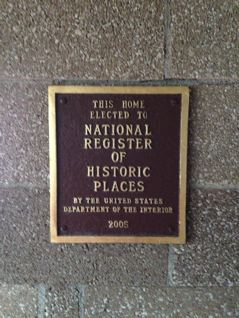 THIS HOME
ELECTED TO
NATIONAL
REGISTER
OF
HISTORIC
PLACES
BY THE UNITED STATES
DEPARTMENT OF THE INTERIOR
2005